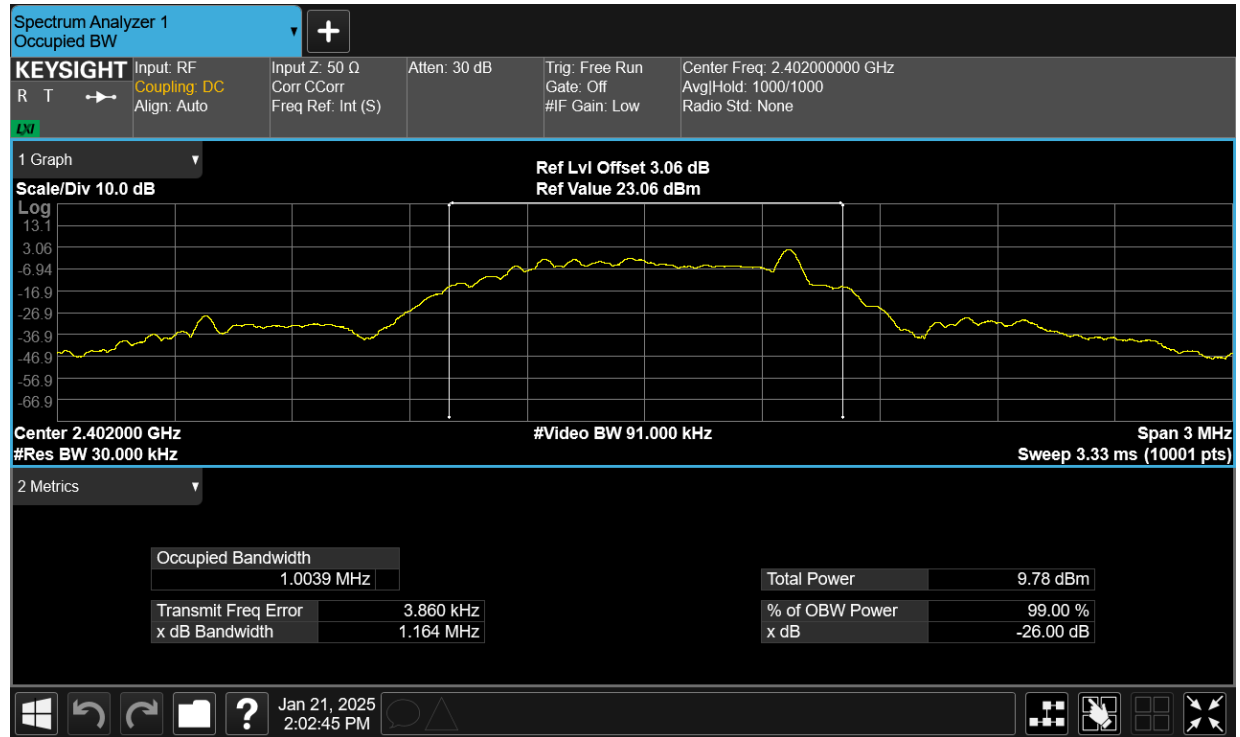 Spectrum Analyzer 1
Occupied BW
KEYSIGHT
R T
LXI
Input: RF
Coupling: DC
Align: Auto
Input Z: 50 Ω
Corr CCorr
Freq Ref: Int (S)
Atten: 30 dB
Trig: Free Run
Gate: Off
#IF Gain: Low
Center Freq: 2.402000000 GHz
Avg|Hold: 1000/1000
Radio Std: None
1 Graph
Scale/Div 10.0 dB
Ref Lvl Offset 3.06 dB
Ref Value 23.06 dBm
Log
13.1
3.06
-6.94
-16.9
-26.9
-36.9
-46.9
-56.9
-66.9
Center 2.402000 GHz
#Video BW 91.000 kHz
Span 3 MHz
#Res BW 30.000 kHz
Sweep 3.33 ms (10001 pts)
2 Metrics
Occupied Bandwidth
1.0039 MHz
Total Power 9.78 dBm
Transmit Freq Error 3.860 kHz
% of OBW Power 99.00 %
x dB Bandwidth 1.164 MHz
x dB -26.00 dB
?
Jan 21, 2025
2:02:45 PM